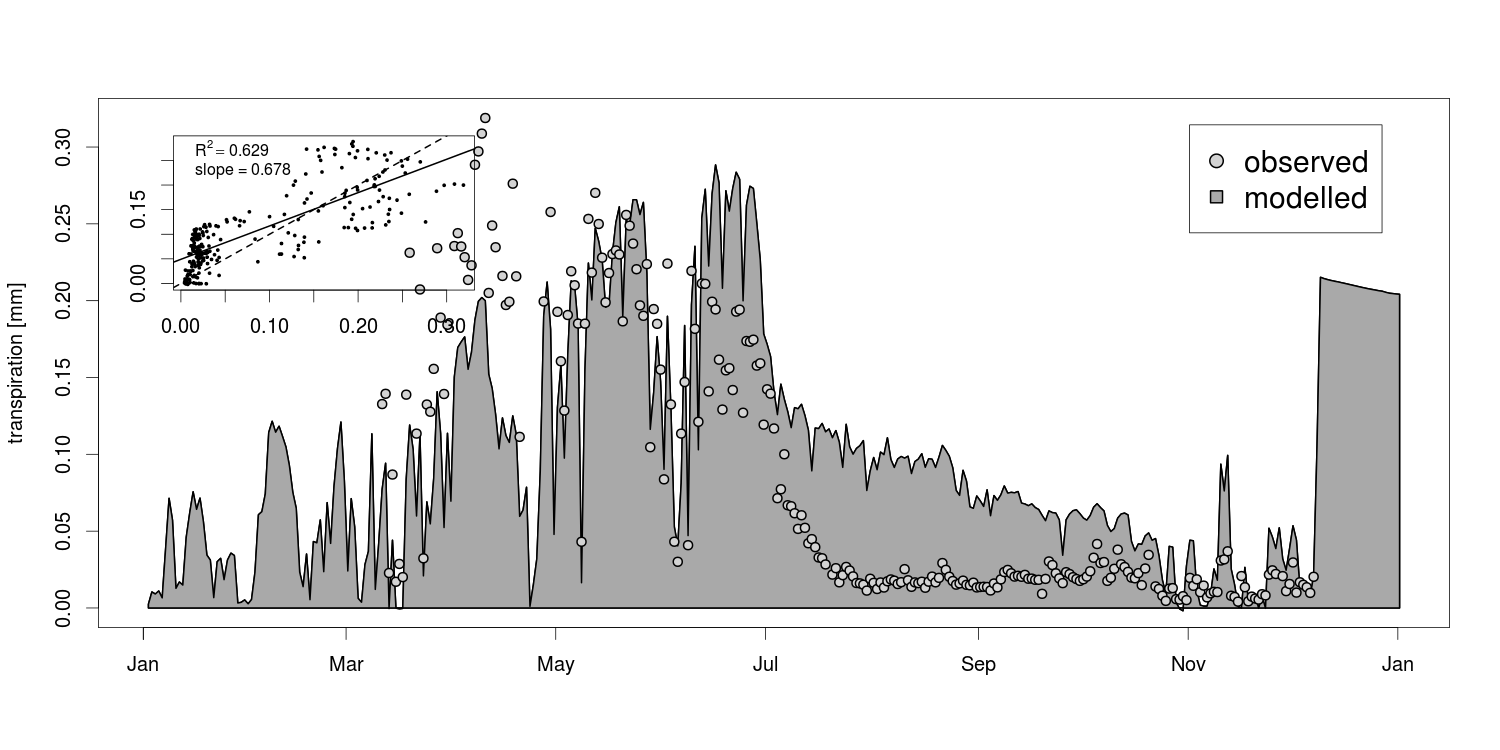 R2 = 0.629
slope = 0.678
observed
modelled
transpiration [mm]
0.30
0.25
0.20
0.15
0.10
0.05
0.00
0.15
0.00
0.00 0.10 0.20 0.30
Jan Mar May Jul Sep Nov Jan